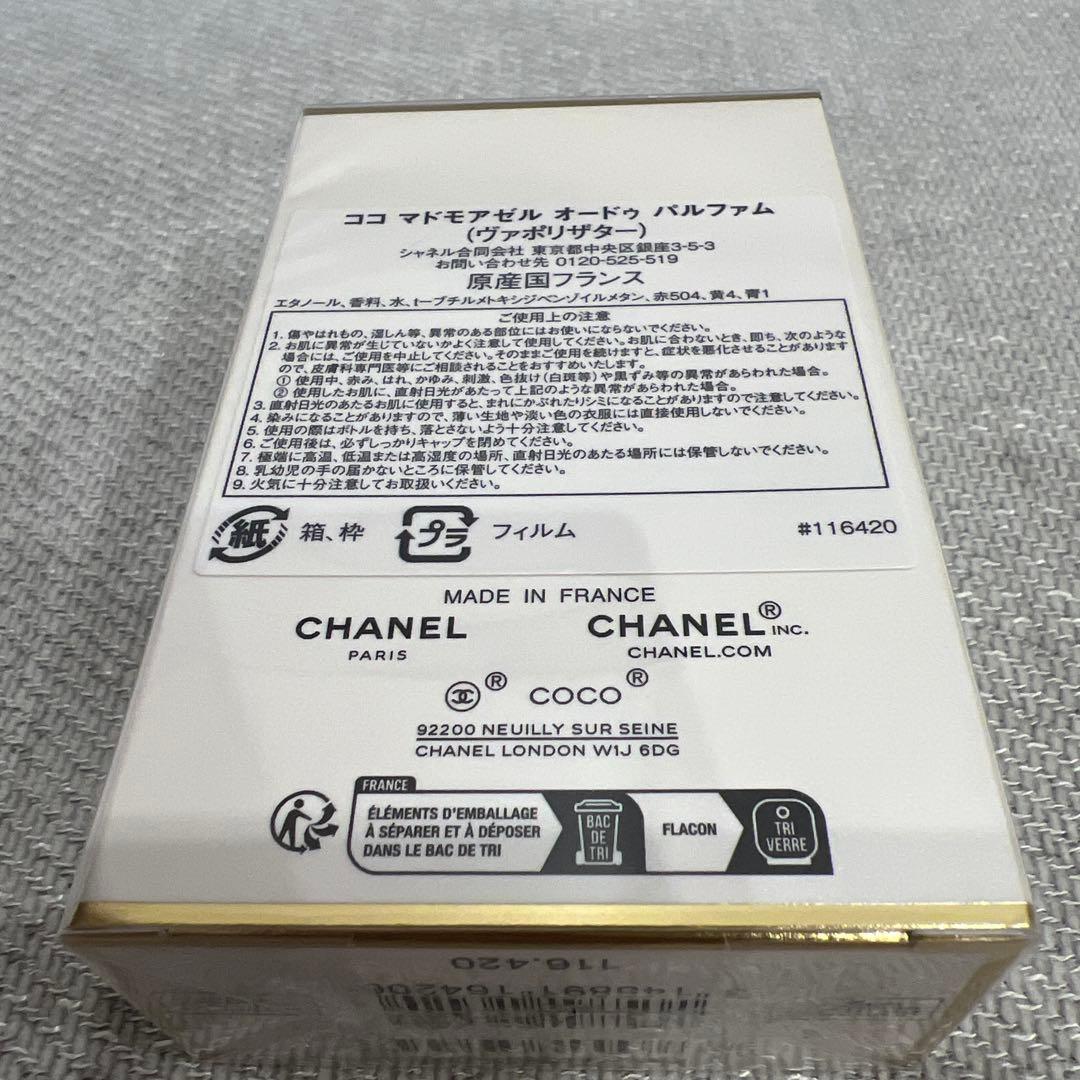 ココ マドモアゼル オードゥ パルファム
(ヴァポリザター)
シャネル合同会社 東京都中央区銀座3-5-3
お問い合わせ先 0120-525-519
原産国フランス
エタノール、香料、水、t-ブチルメトキシジベンゾイルメタン、赤504、黄4、青1
ご使用上の注意
1. 傷やはれもの、湿しん等、異常のある部位にはお使いにならないでください。
2. お肌に異常が生じていないかよく注意して使用してください。お肌に合わないとき、即ち、次のような
場合には、ご使用を中止してください。そのままご使用を続けますと、症状を悪化させることがあります
ので、皮膚科専門医等にご相談されることをおすすめいたします。
① 使用中、赤み、はれ、かゆみ、刺激、色抜け(白斑等)や黒ずみ等の異常があらわれた場合。
② 使用したお肌に、直射日光があたって上記のような異常があらわれた場合。
3. 直射日光のあたるお肌に使用すると、まれにかぶれたりシミになることがありますので注意してください。
4. 染みになることがありますので、薄い生地や淡い色の衣服には直接使用しないでください。
5. 使用の際はボトルを持ち、落とさないよう十分注意してください。
6. ご使用後は、必ずしっかりキャップを閉めてください。
7. 極端に高温、低温または高湿度の場所、直射日光のあたる場所には保管しないでください。
8. 乳幼児の手の届かないところに保管してください。
9. 火気に十分注意してお取扱いください。
紙 箱、枠 プラ フィルム #116420
MADE IN FRANCE
CHANEL CHANEL® INC.
PARIS CHANEL.COM
® COCO®
92200 NEUILLY SUR SEINE
CHANEL LONDON W1J 6DG
FRANCE
ÉLÉMENTS D'EMBALLAGE
À SÉPARER ET À DÉPOSER
DANS LE BAC DE TRI
BAC
DE
TRI
FLACON
TRI
VERRE
116.420